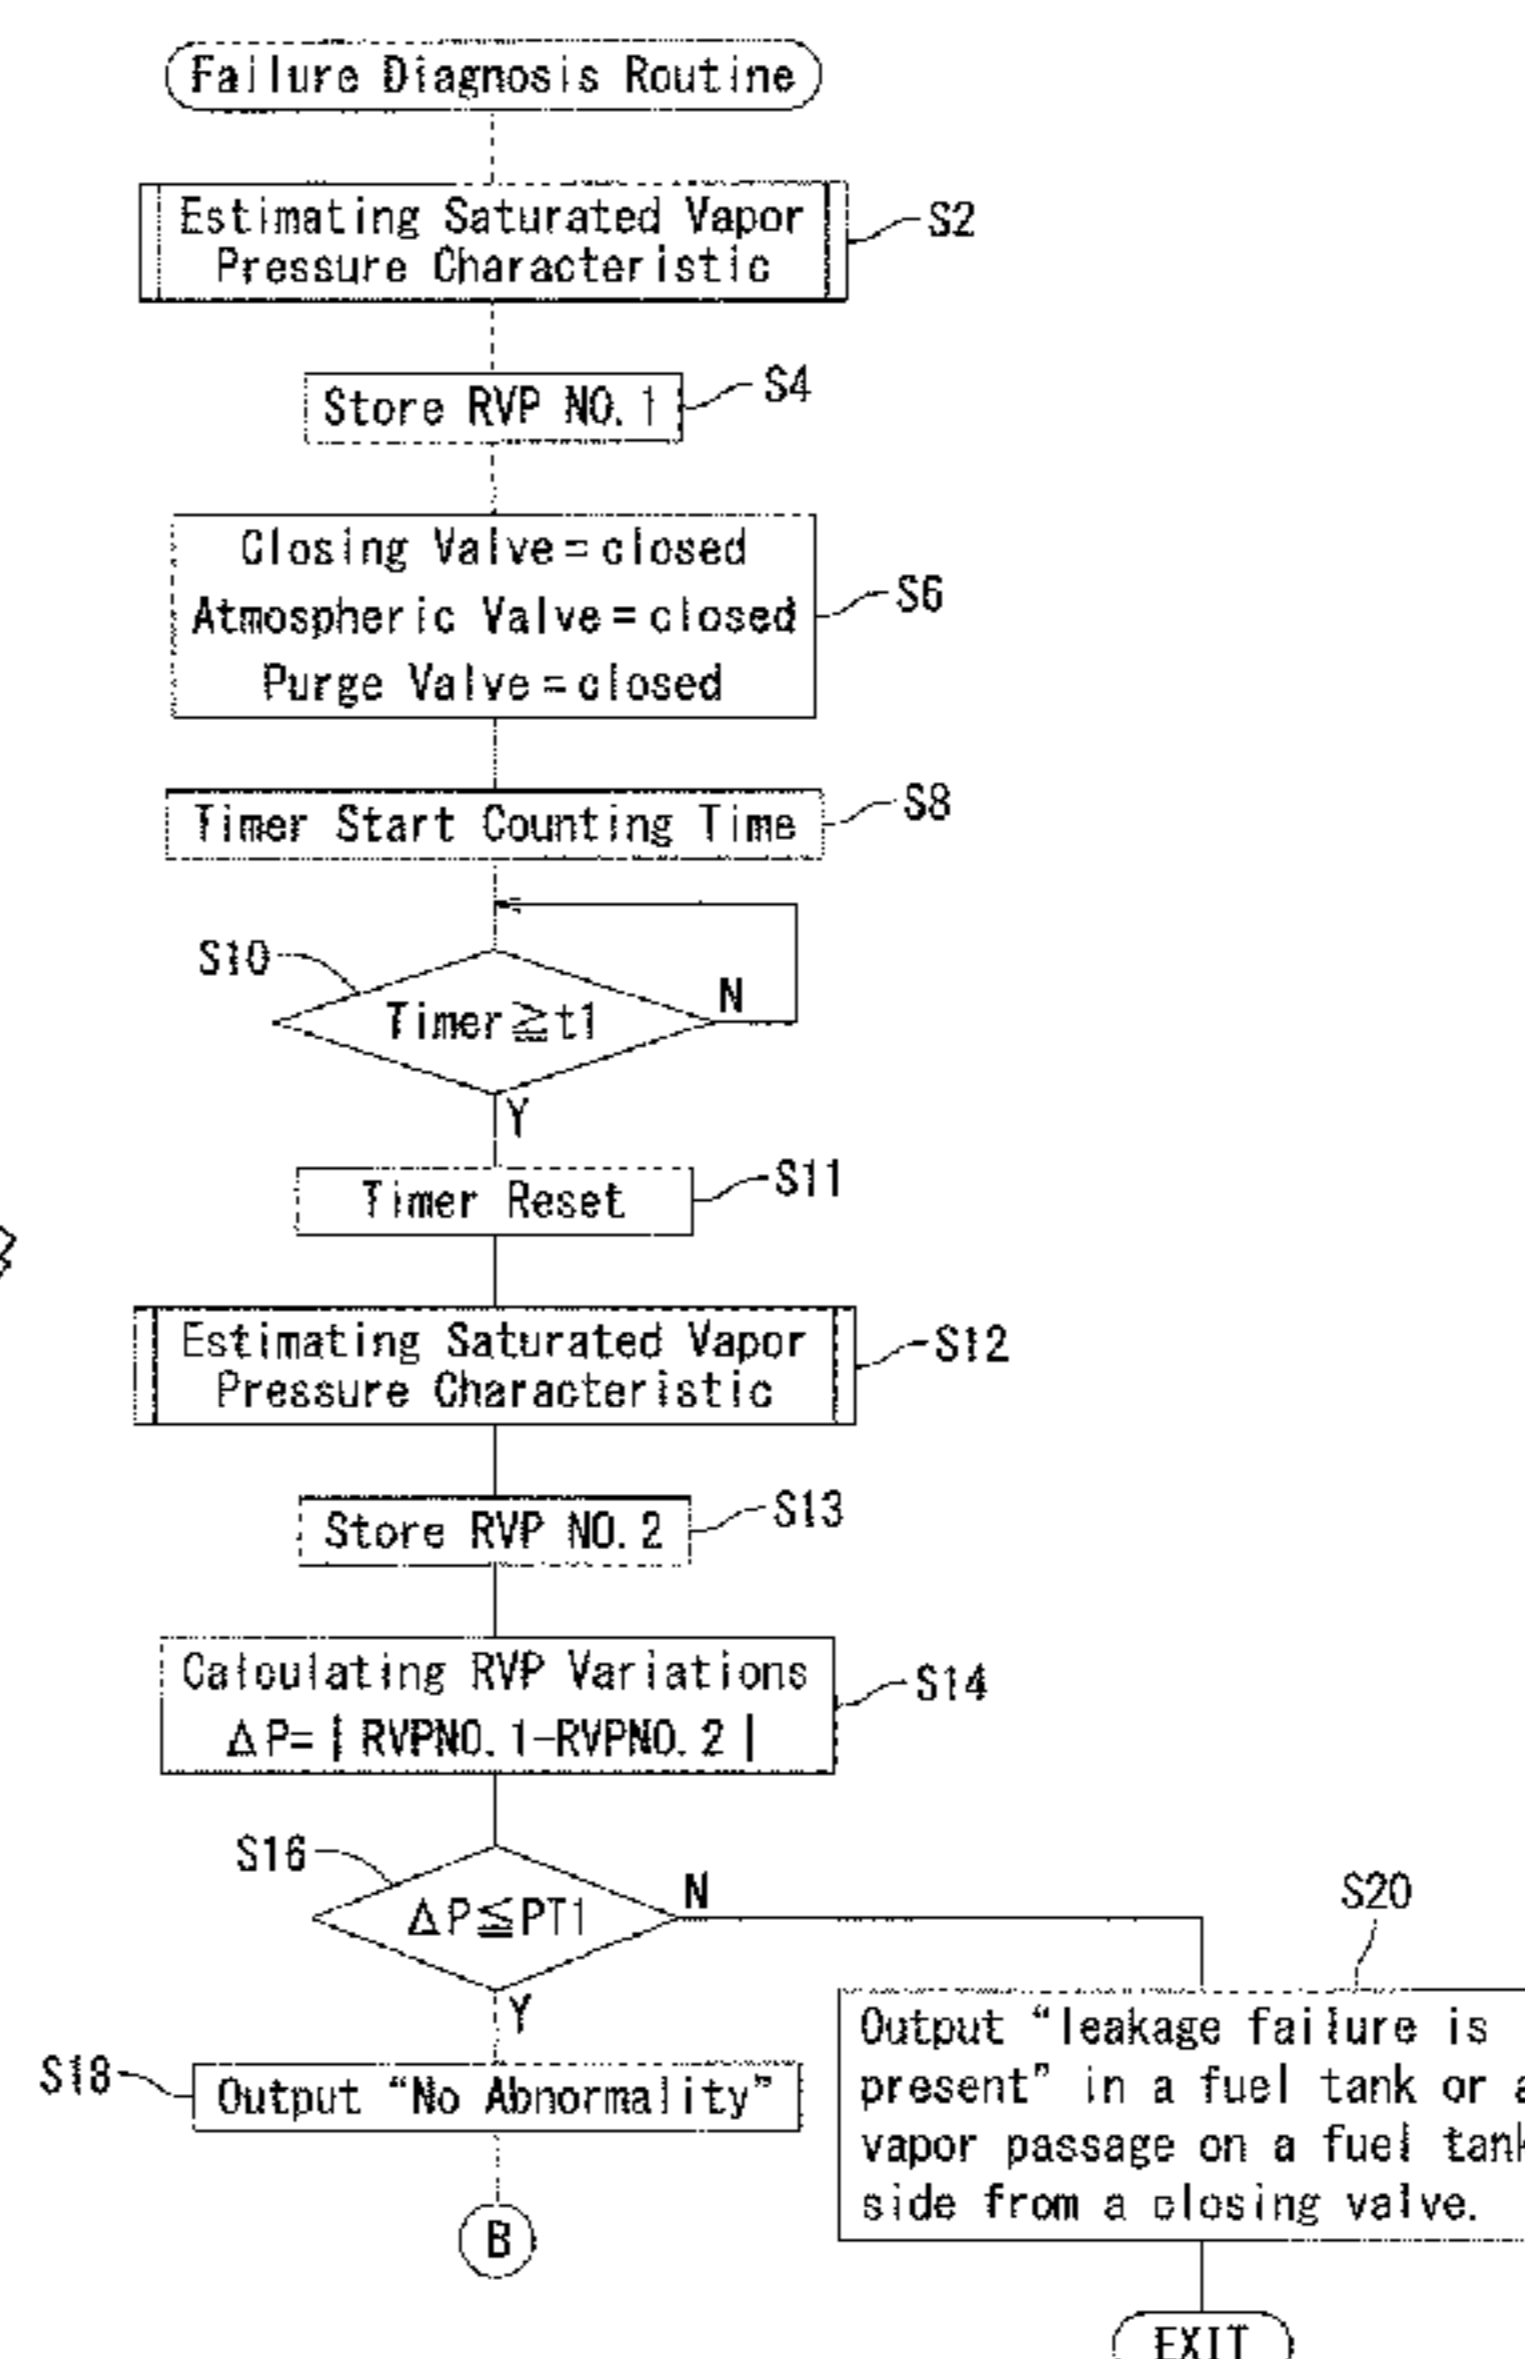 Failure Diagnosis Routine
Estimating Saturated Vapor
Pressure Characteristic
S2
Store RVP NO.1
S4
Closing Valve=closed
Atmospheric Valve=closed
Purge Valve=closed
S6
Timer Start Counting Time
S8
S10
Timer≧t1
N
Y
Timer Reset
S11
Estimating Saturated Vapor
Pressure Characteristic
S12
Store RVP NO.2
S13
Calculating RVP Variations
ΔP=|RVPNO.1-RVPNO.2|
S14
S16
ΔP≦PT1
N
Y
S18
Output “No Abnormality”
B
S20
Output “leakage failure is
present” in a fuel tank or a
vapor passage on a fuel tank
side from a closing valve.
EXIT